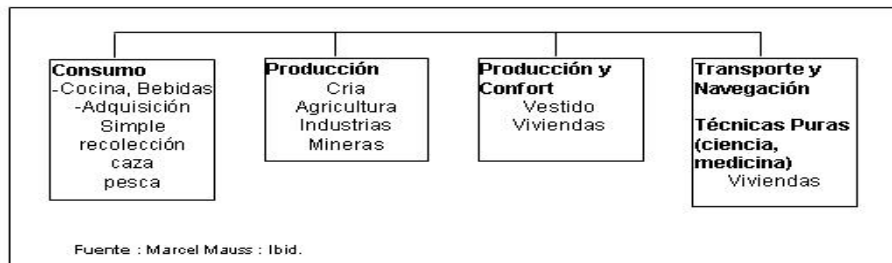 Consumo
-Cocina, Bebidas
-Adquisición
Simple
recolección
caza
pesca
Producción
Cria
Agricultura
Industrias
Mineras
Producción y
Confort
Vestido
Viviendas
Transporte y
Navegación
Técnicas Puras
(ciencia,
medicina)
Viviendas
Fuente : Marcel Mauss : Ibid.